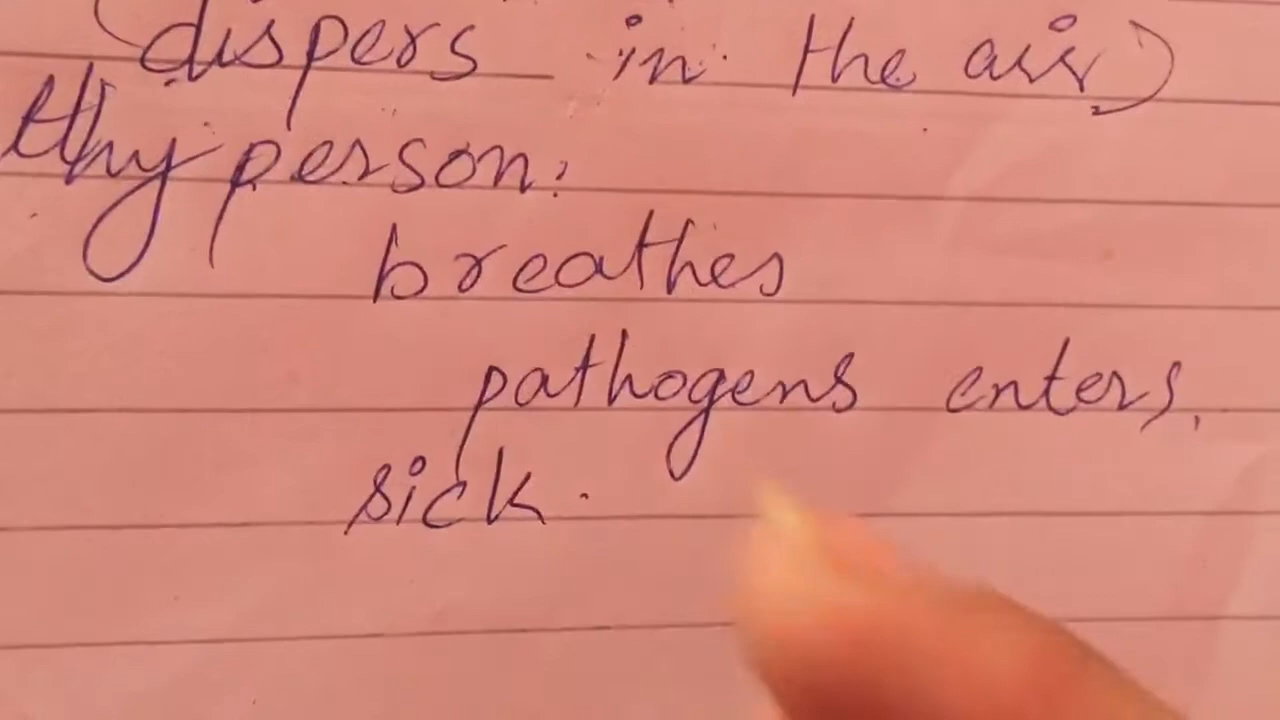 (dispers in the air)
thy person:
breathes
pathogens enters,
sick.